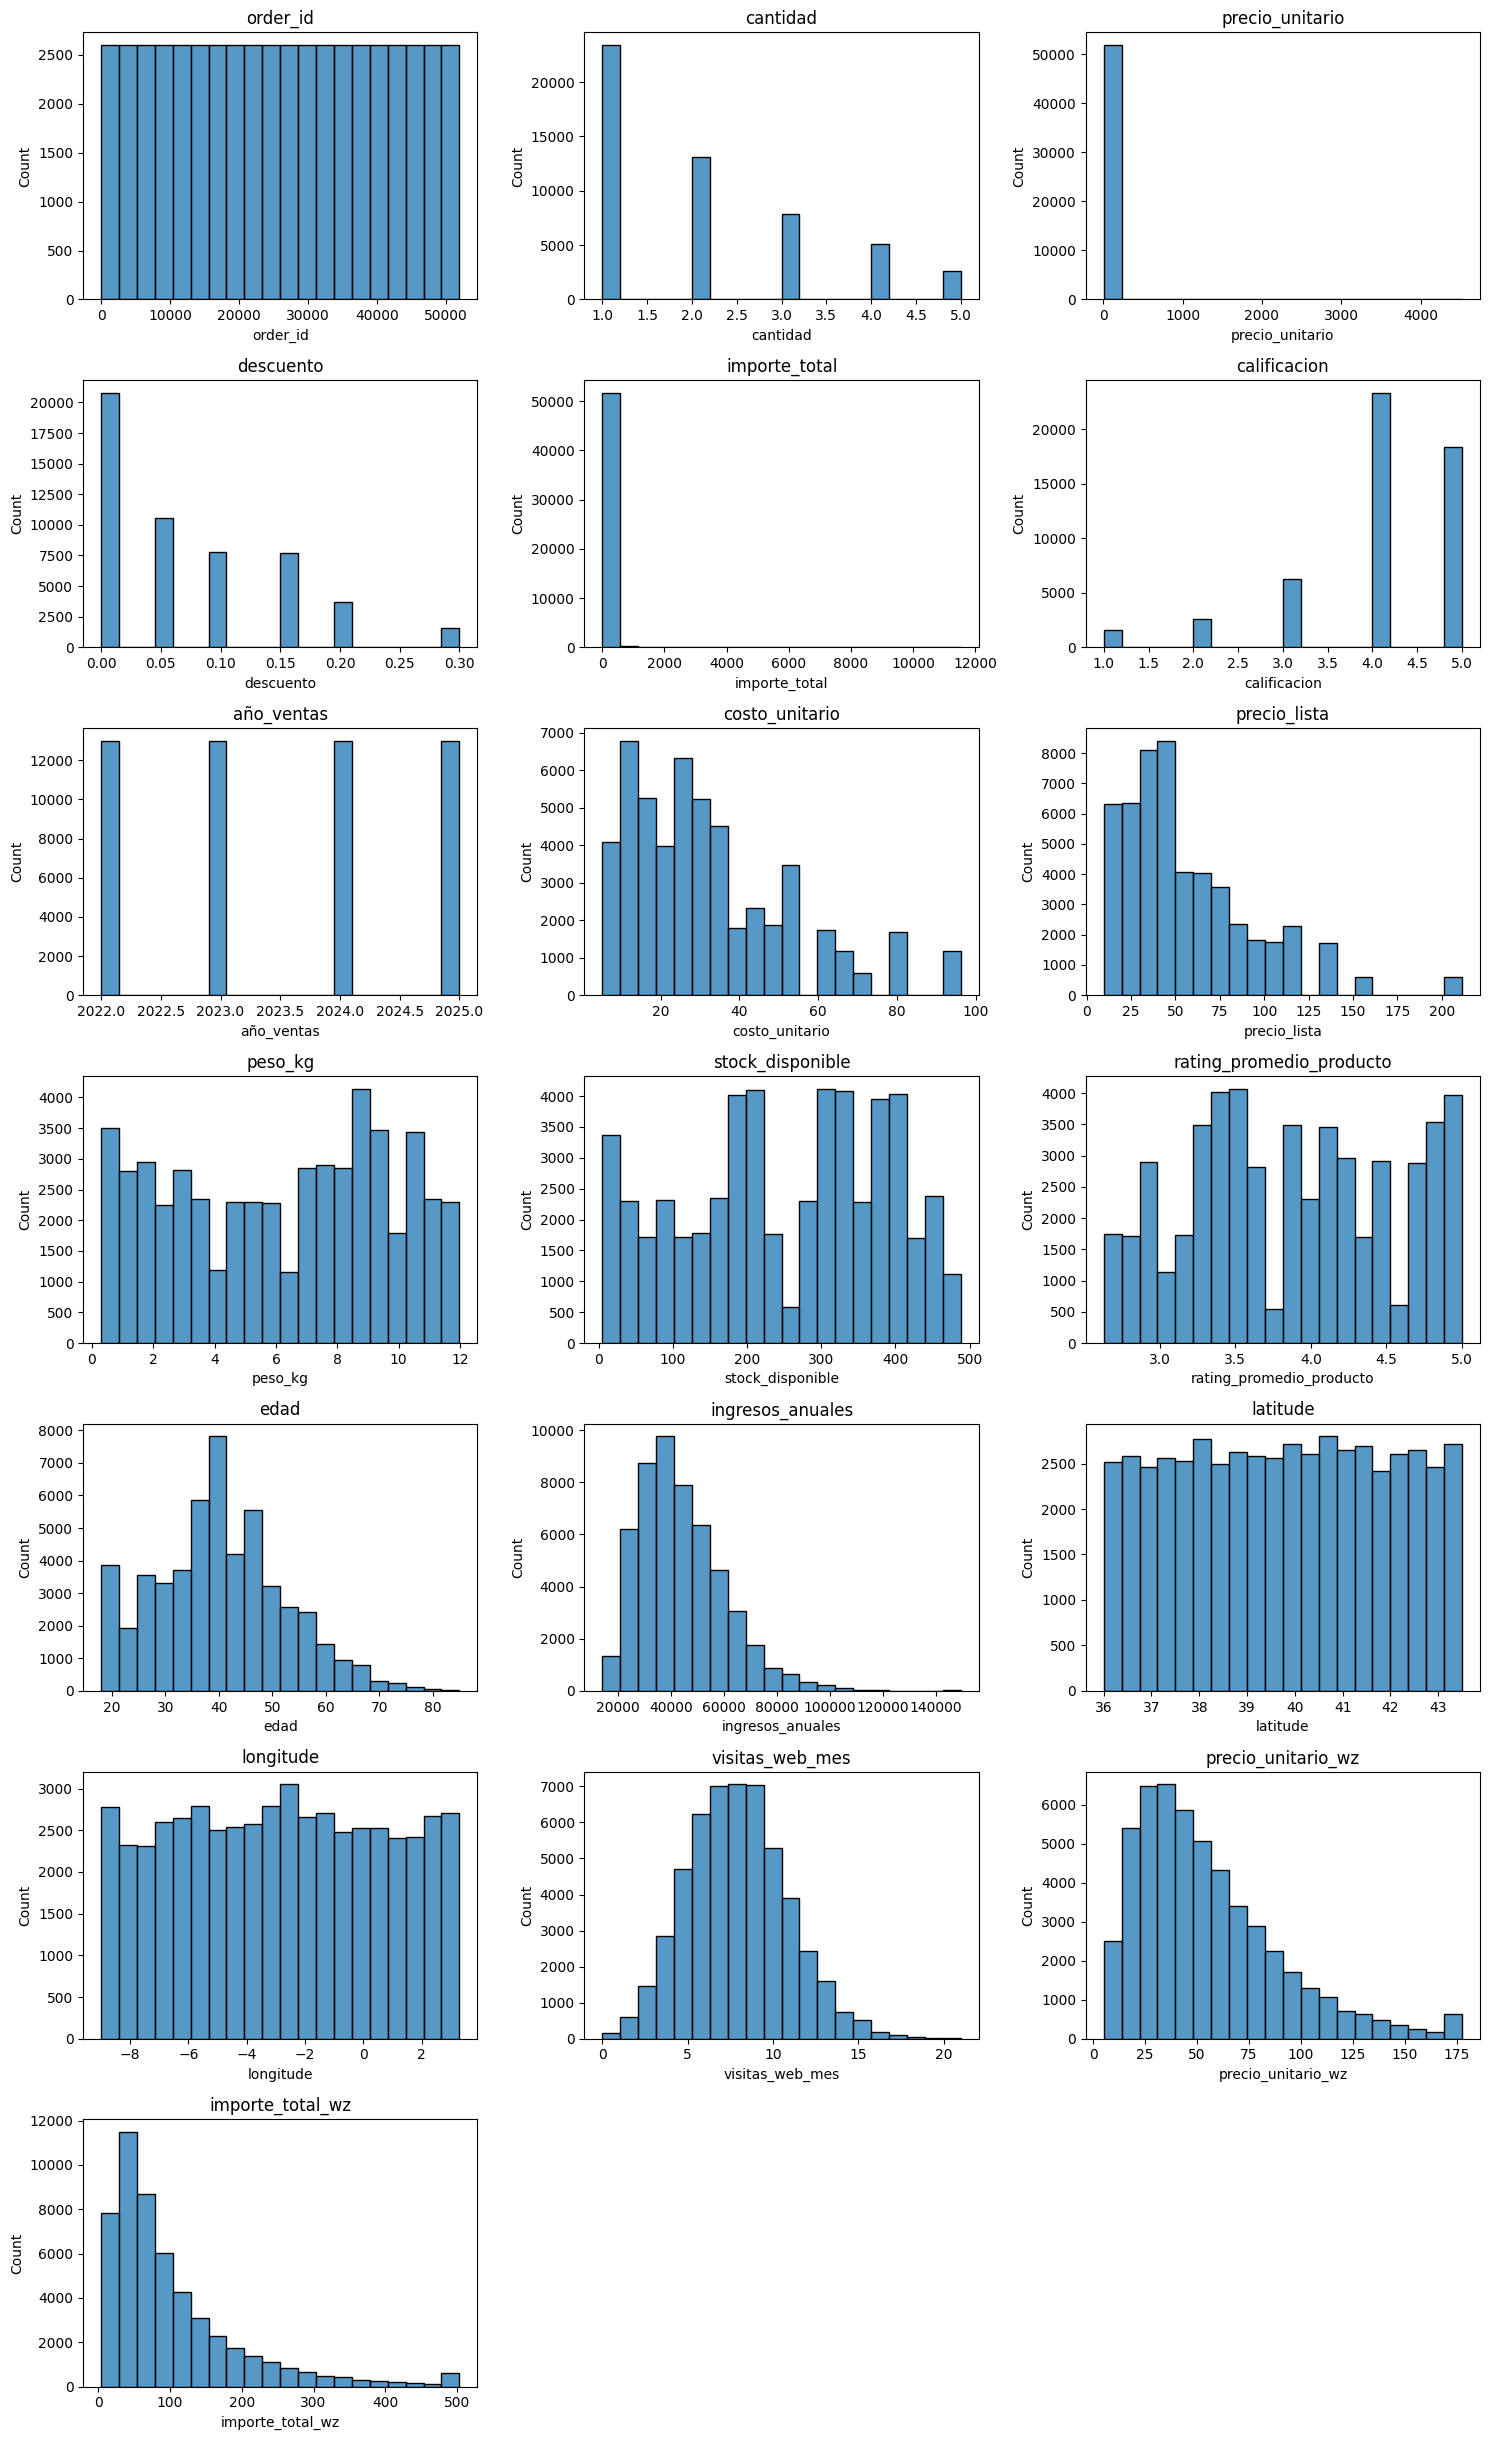 order_id
2500
2000
1500
1000
500
0
Count
0 10000 20000 30000 40000 50000
order_id
cantidad
20000
15000
10000
5000
0
Count
1.0 1.5 2.0 2.5 3.0 3.5 4.0 4.5 5.0
cantidad
precio_unitario
50000
40000
30000
20000
10000
0
Count
0 1000 2000 3000 4000
precio_unitario
descuento
20000
17500
15000
12500
10000
7500
5000
2500
0
Count
0.00 0.05 0.10 0.15 0.20 0.25 0.30
descuento
importe_total
50000
40000
30000
20000
10000
0
Count
0 2000 4000 6000 8000 10000 12000
importe_total
calificacion
20000
15000
10000
5000
0
Count
1.0 1.5 2.0 2.5 3.0 3.5 4.0 4.5 5.0
calificacion
año_ventas
12000
10000
8000
6000
4000
2000
0
Count
2022.0 2022.5 2023.0 2023.5 2024.0 2024.5 2025.0
año_ventas
costo_unitario
7000
6000
5000
4000
3000
2000
1000
0
Count
20 40 60 80 100
costo_unitario
precio_lista
8000
7000
6000
5000
4000
3000
2000
1000
0
Count
0 25 50 75 100 125 150 175 200
precio_lista
peso_kg
4000
3500
3000
2500
2000
1500
1000
500
0
Count
0 2 4 6 8 10 12
peso_kg
stock_disponible
4000
3500
3000
2500
2000
1500
1000
500
0
Count
0 100 200 300 400 500
stock_disponible
rating_promedio_producto
4000
3500
3000
2500
2000
1500
1000
500
0
Count
3.0 3.5 4.0 4.5 5.0
rating_promedio_producto
edad
8000
7000
6000
5000
4000
3000
2000
1000
0
Count
20 30 40 50 60 70 80
edad
ingresos_anuales
10000
8000
6000
4000
2000
0
Count
20000 40000 60000 80000 100000 120000 140000
ingresos_anuales
latitude
2500
2000
1500
1000
500
0
Count
36 37 38 39 40 41 42 43
latitude
longitude
3000
2500
2000
1500
1000
500
0
Count
−8 −6 −4 −2 0 2
longitude
visitas_web_mes
7000
6000
5000
4000
3000
2000
1000
0
Count
0 5 10 15 20
visitas_web_mes
precio_unitario_wz
6000
5000
4000
3000
2000
1000
0
Count
0 25 50 75 100 125 150 175
precio_unitario_wz
importe_total_wz
12000
10000
8000
6000
4000
2000
0
Count
0 100 200 300 400 500
importe_total_wz